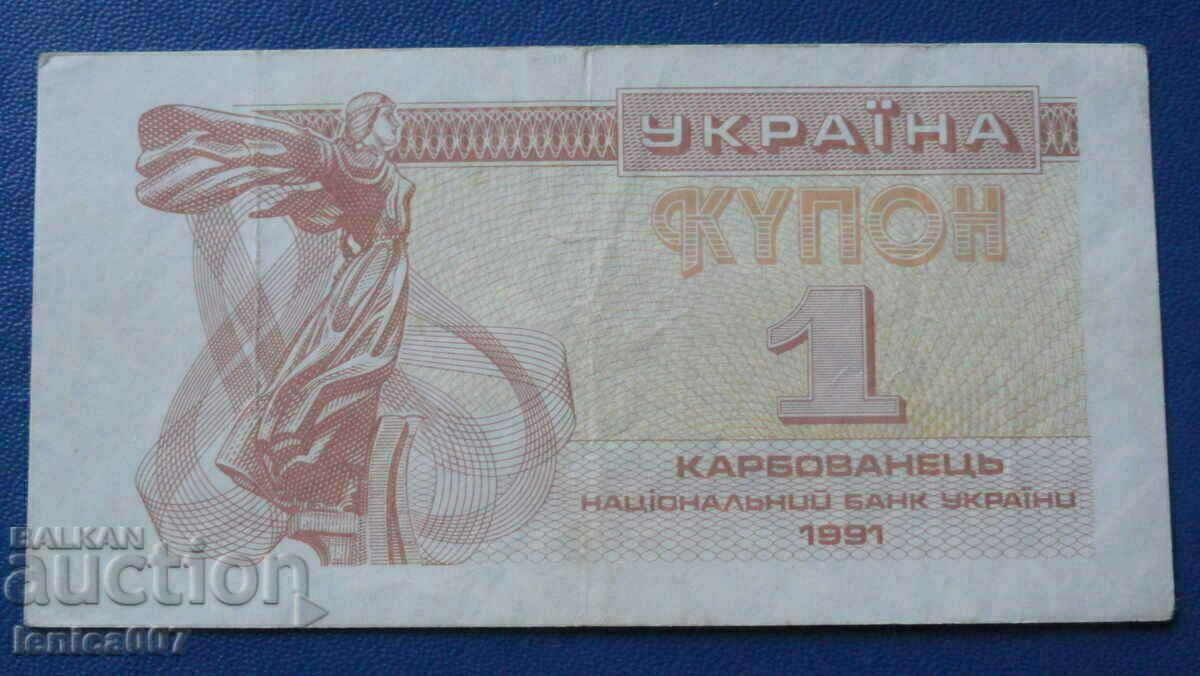 УКРАЇНА
КУПОН
1
КАРБОВАНЕЦЬ
НАЦІОНАЛЬНИЙ БАНК УКРАЇНИ
1991
BALKAN
auction
lenica007